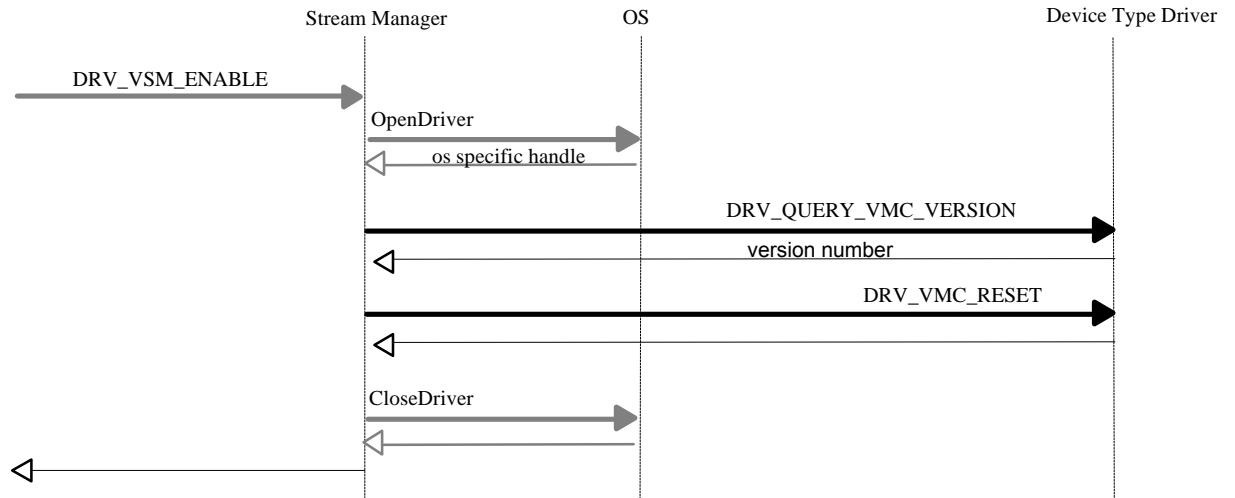 Stream Manager
OS
Device Type Driver
DRV_VSM_ENABLE
OpenDriver
os specific handle
DRV_QUERY_VMC_VERSION
version number
DRV_VMC_RESET
CloseDriver